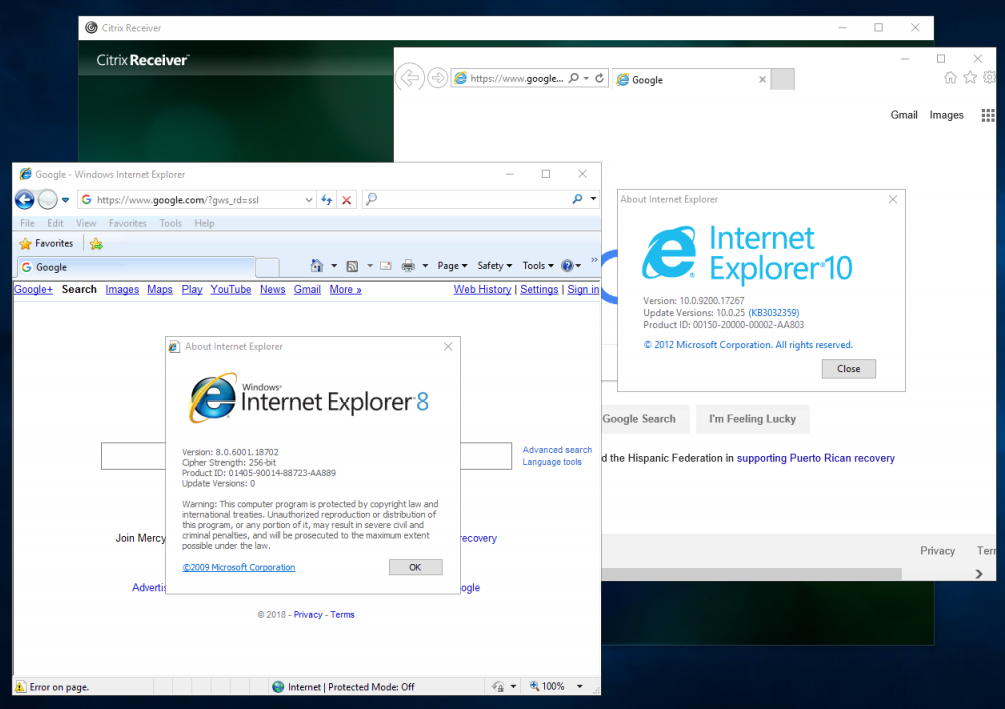 Citrix Receiver
Citrix Receiver™
https://www.google...
Google
Gmail Images
Google - Windows Internet Explorer
https://www.google.com/?gws_rd=ssl
File Edit View Favorites Tools Help
Favorites
Google
Page Safety Tools
Google+ Search Images Maps Play YouTube News Gmail More »
Web History | Settings | Sign in
About Internet Explorer
Windows®
Internet Explorer 8
Version: 8.0.6001.18702
Cipher Strength: 256-bit
Product ID: 01405-90014-88723-AA889
Update Versions: 0
Warning: This computer program is protected by copyright law and
international treaties. Unauthorized reproduction or distribution of
this program, or any portion of it, may result in severe civil and
criminal penalties, and will be prosecuted to the maximum extent
possible under the law.
©2009 Microsoft Corporation
OK
Advanced search
Language tools
Join Mercy
ecovery
Advertis
ogle
© 2018 - Privacy - Terms
Error on page.
Internet | Protected Mode: Off
100%
About Internet Explorer
Internet
Explorer®10
Version: 10.0.9200.17267
Update Versions: 10.0.25 (KB3032359)
Product ID: 00150-20000-00002-AA803
© 2012 Microsoft Corporation. All rights reserved.
Close
Google Search
I'm Feeling Lucky
d the Hispanic Federation in supporting Puerto Rican recovery
Privacy Terr